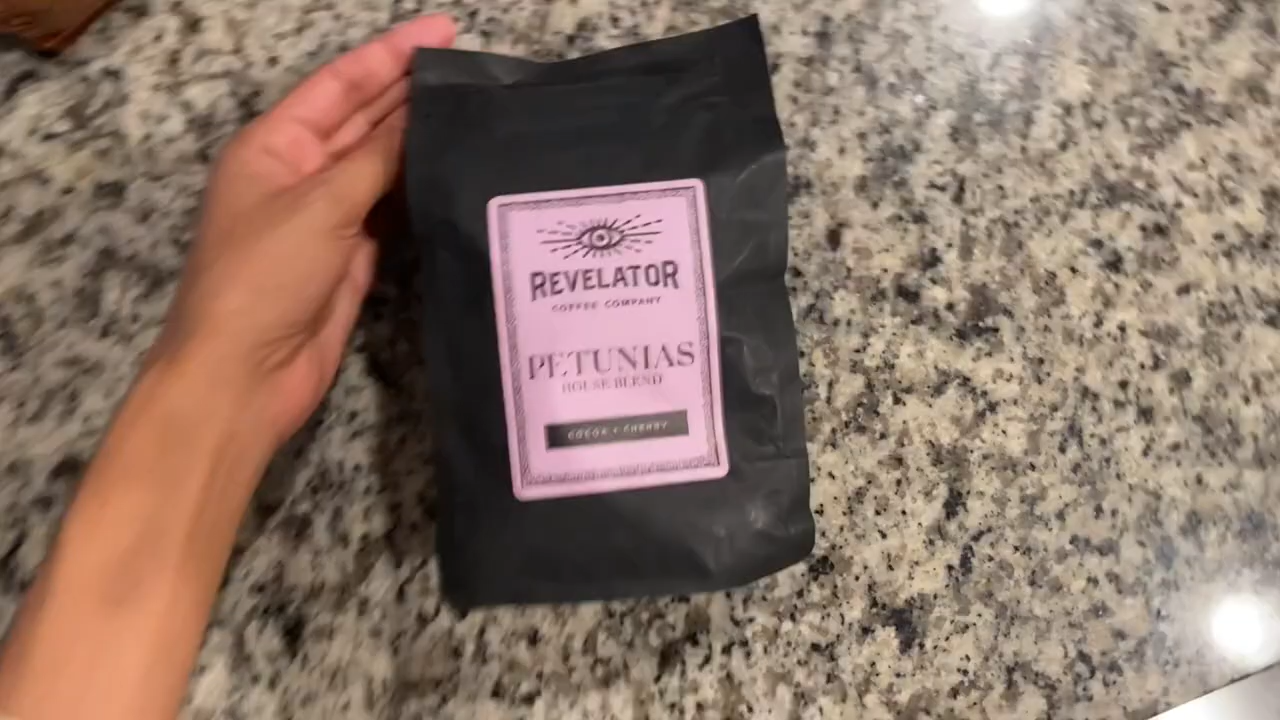 REVELATOR
COFFEE COMPANY
PETUNIAS
HOUSE BLEND
COCOA + CHERRY